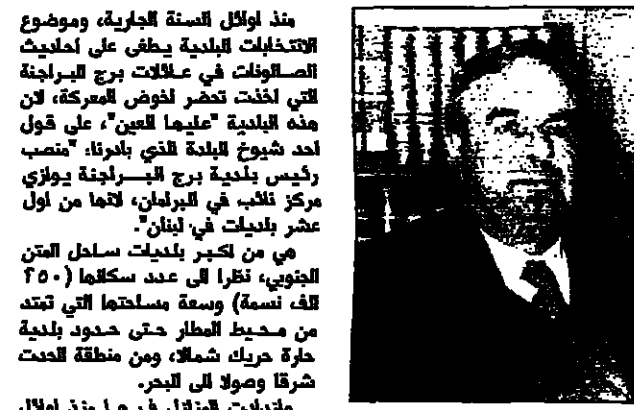 منذ اوائل السنة الجارية، وموضوع
الانتخابات البلدية يطغى على احاديث
الصالونات في عائلات برج البراجنة
التي اخذت تحضر لخوض المعركة، لان
هذه البلدية "عليها العين"، على قول
احد شيوخ البلدة الذي بادرنا: "منصب
رئيس بلدية برج البراجنة يوازي
مركز نائب في البرلمان، لانها من اول
عشر بلديات في لبنان".
هي من اكبر بلديات ساحل المتن
الجنوبي، نظرا الى عدد سكانها (٢٥٠
الف نسمة) وسعة مساحتها التي تمتد
من محيط المطار حتى حدود بلدية
حارة حريك شمالا، ومن منطقة الحدث
شرقا وصولا الى البحر.
المنازل منذ اوائل